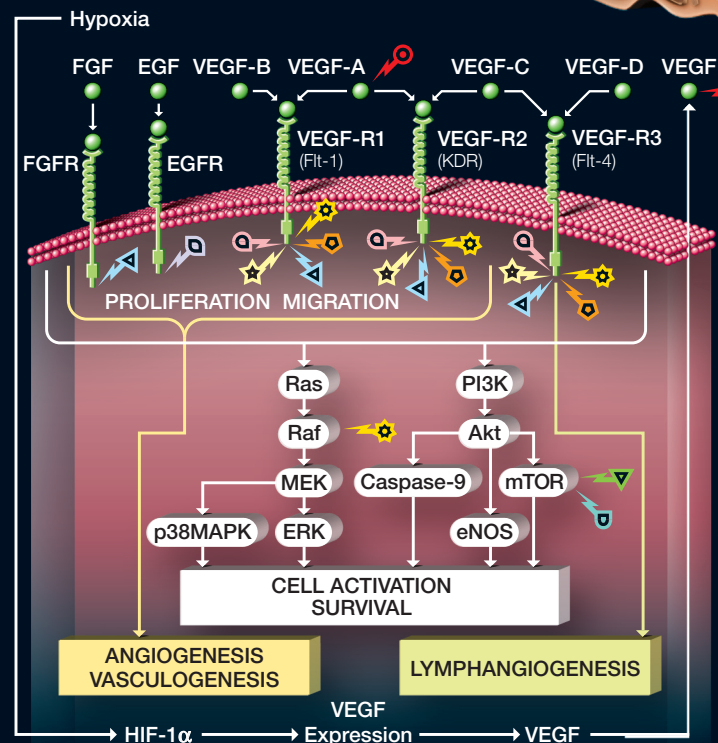 Hypoxia
FGF
EGF
VEGF-B
VEGF-A
VEGF-C
VEGF-D
VEGF
FGFR
EGFR
VEGF-R1
(Flt-1)
VEGF-R2
(KDR)
VEGF-R3
(Flt-4)
PROLIFERATION MIGRATION
Ras
PI3K
Raf
Akt
MEK
Caspase-9
mTOR
p38MAPK
ERK
eNOS
CELL ACTIVATION
SURVIVAL
ANGIOGENESIS
VASCULOGENESIS
LYMPHANGIOGENESIS
VEGF
HIF-1α
Expression
VEGF